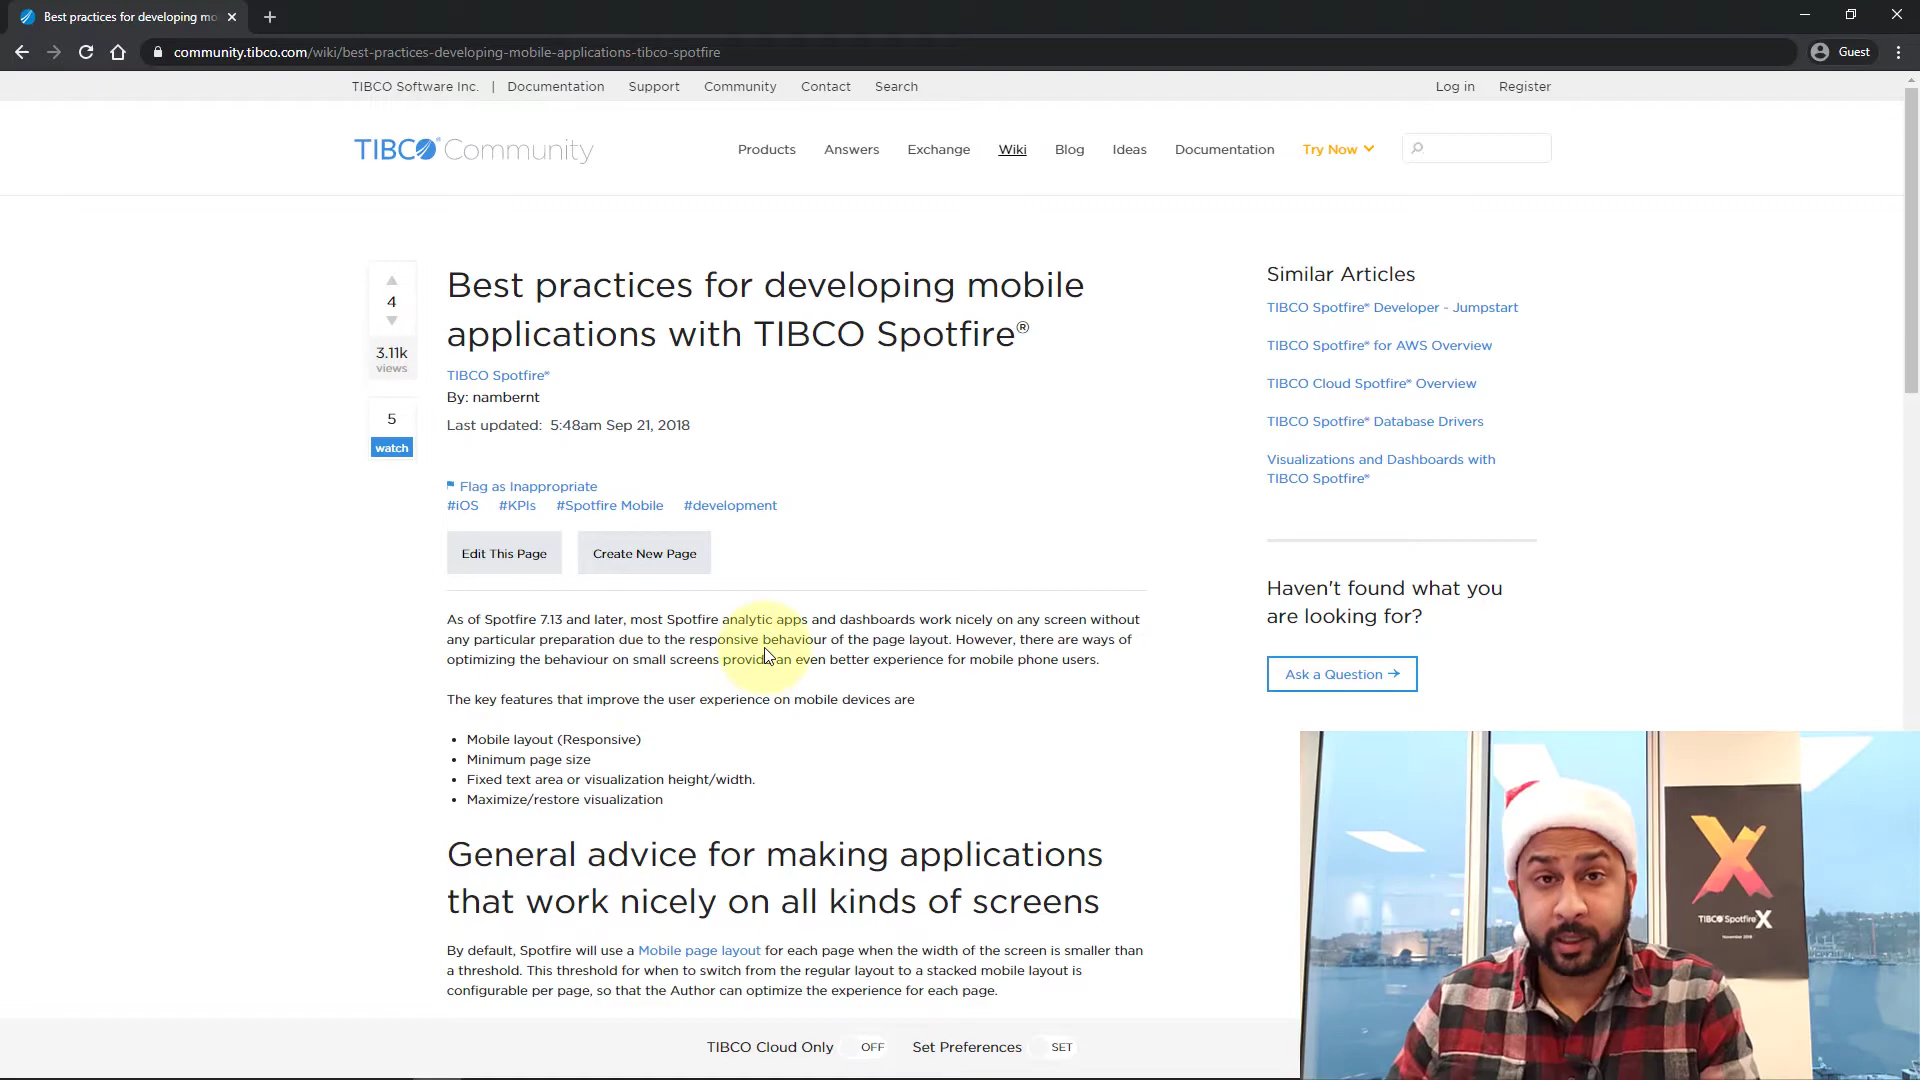 Best practices for developing mo
community.tibco.com/wiki/best-practices-developing-mobile-applications-tibco-spotfire
Guest
TIBCO Software Inc. | Documentation Support Community Contact Search
Log in Register
TIBCO® Community
Products Answers Exchange Wiki Blog Ideas Documentation Try Now
4
3.11k
views
5
watch
Best practices for developing mobile
applications with TIBCO Spotfire®
TIBCO Spotfire®
By: nambernt
Last updated: 5:48am Sep 21, 2018
Flag as Inappropriate
#iOS #KPIs #Spotfire Mobile #development
Edit This Page Create New Page
As of Spotfire 7.13 and later, most Spotfire analytic apps and dashboards work nicely on any screen without
any particular preparation due to the responsive behaviour of the page layout. However, there are ways of
optimizing the behaviour on small screens provid an even better experience for mobile phone users.
The key features that improve the user experience on mobile devices are
• Mobile layout (Responsive)
• Minimum page size
• Fixed text area or visualization height/width.
• Maximize/restore visualization
General advice for making applications
that work nicely on all kinds of screens
By default, Spotfire will use a Mobile page layout for each page when the width of the screen is smaller than
a threshold. This threshold for when to switch from the regular layout to a stacked mobile layout is
configurable per page, so that the Author can optimize the experience for each page.
Similar Articles
TIBCO Spotfire® Developer - Jumpstart
TIBCO Spotfire® for AWS Overview
TIBCO Cloud Spotfire® Overview
TIBCO Spotfire® Database Drivers
Visualizations and Dashboards with
TIBCO Spotfire®
Haven't found what you
are looking for?
Ask a Question
X
TIBCO Spotfire X
November 2018
TIBCO Cloud Only OFF Set Preferences SET